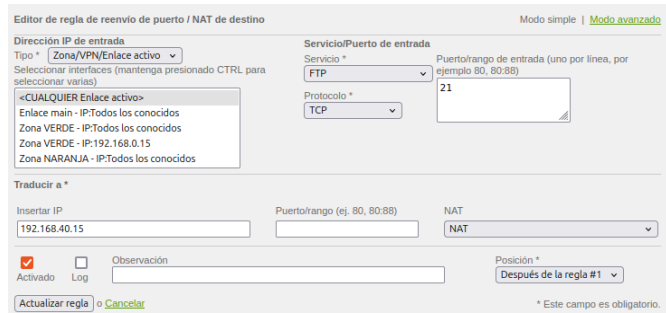 Editor de regla de reenvío de puerto / NAT de destino
Modo simple | Modo avanzado
Dirección IP de entrada
Tipo * Zona/VPN/Enlace activo
Seleccionar interfaces (mantenga presionado CTRL para
seleccionar varias)
<CUALQUIER Enlace activo>
Enlace main - IP:Todos los conocidos
Zona VERDE - IP:Todos los conocidos
Zona VERDE - IP:192.168.0.15
Zona NARANJA - IP:Todos los conocidos
Servicio/Puerto de entrada
Servicio *
FTP
Protocolo *
TCP
Puerto/rango de entrada (uno por línea, por
ejemplo 80, 80:88)
21
Traducir a *
Insertar IP
192.168.40.15
Puerto/rango (ej. 80, 80:88)
NAT
NAT
Activado
Log
Observación
Posición *
Después de la regla #1
Actualizar regla o Cancelar
* Este campo es obligatorio.